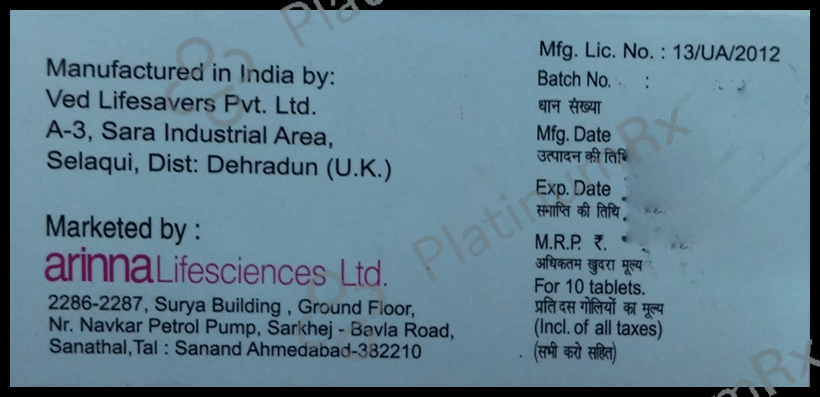 Manufactured in India by:
Ved Lifesavers Pvt. Ltd.
A-3, Sara Industrial Area,
Selaqui, Dist: Dehradun (U.K.)
Marketed by :
arinna Lifesciences Ltd.
2286-2287, Surya Building , Ground Floor,
Nr. Navkar Petrol Pump, Sarkhej - Bavla Road,
Sanathal,Tal : Sanand Ahmedabad-382210
Mfg. Lic. No. : 13/UA/2012
Batch No. :
धान संख्या
Mfg. Date
उत्पादन की तिथि
Exp. Date
समाप्ति की तिथि
M.R.P. ₹.
अधिकतम खुदरा मूल्य
For 10 tablets.
प्रति दस गोलियों का मूल्य
(Incl. of all taxes)
(सभी करो सहित)
PlatinumRx